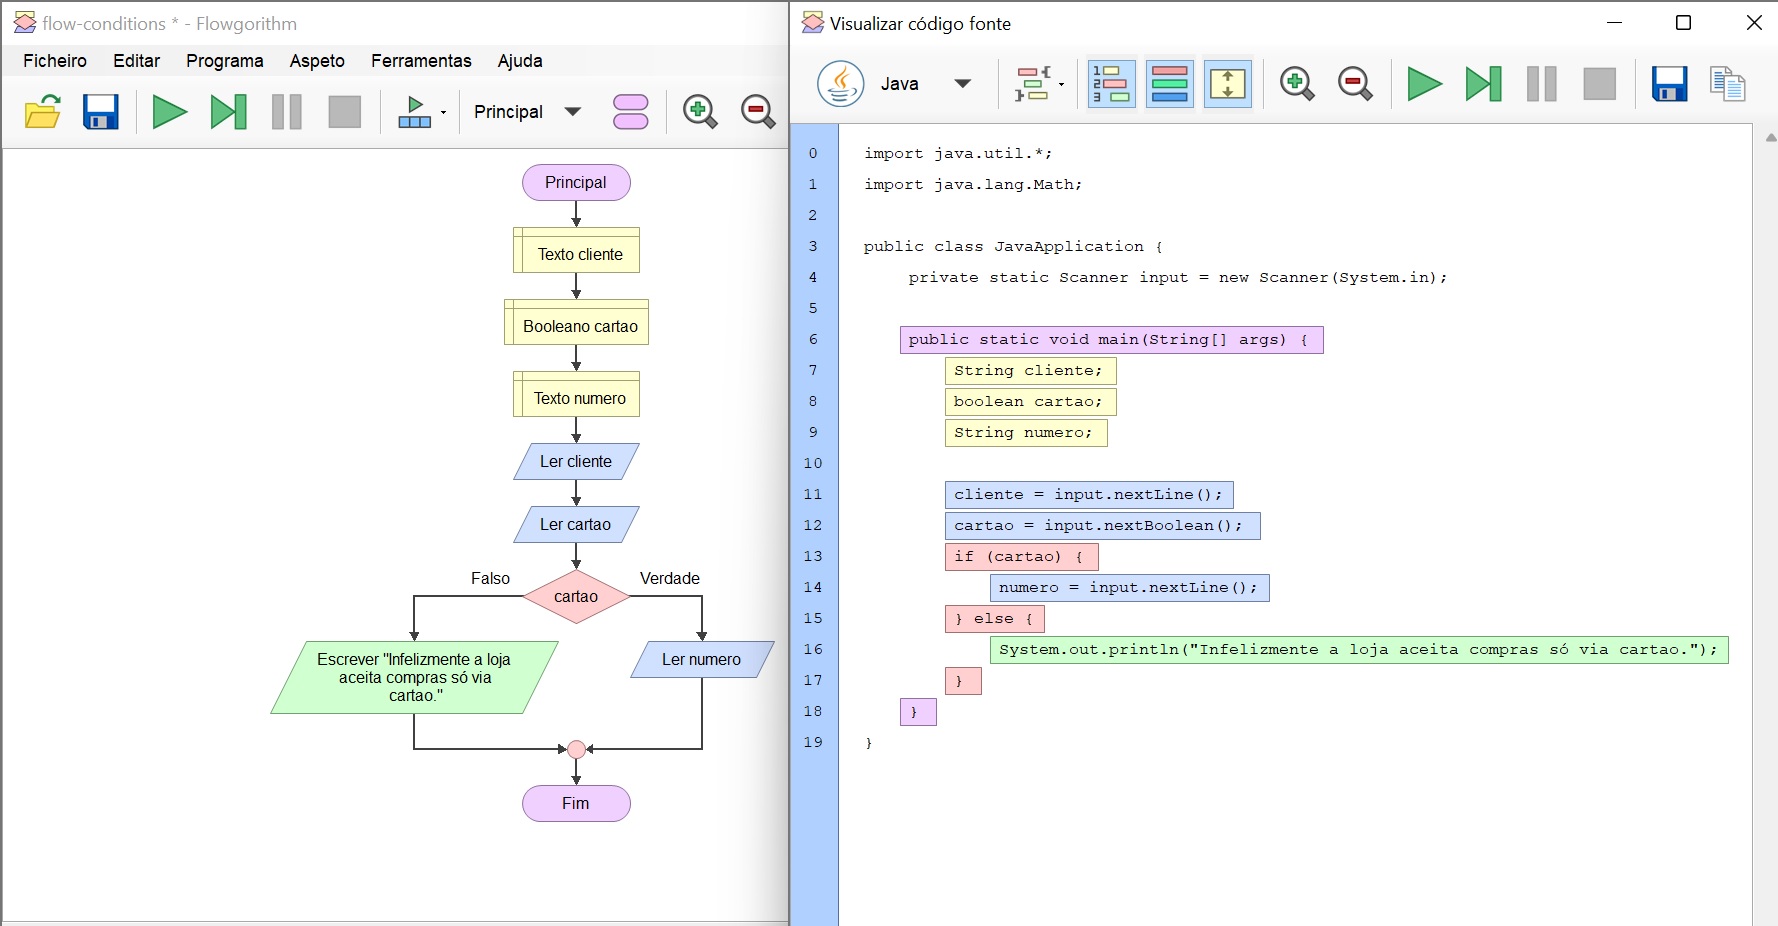 flow-conditions * - Flowgorithm
Ficheiro Editar Programa Aspeto Ferramentas Ajuda
Principal
Principal
Texto cliente
Booleano cartao
Texto numero
Ler cliente
Ler cartao
Falso
cartao
Verdade
Escrever "Infelizmente a loja
aceita compras só via
cartao."
Ler numero
Fim
Visualizar código fonte
Java
1
2
3
0 import java.util.*;
1 import java.lang.Math;
2
3 public class JavaApplication {
4 private static Scanner input = new Scanner(System.in);
5
6 public static void main(String[] args) {
7 String cliente;
8 boolean cartao;
9 String numero;
10
11 cliente = input.nextLine();
12 cartao = input.nextBoolean();
13 if (cartao) {
14 numero = input.nextLine();
15 } else {
16 System.out.println("Infelizmente a loja aceita compras só via cartao.");
17 }
18 }
19 }